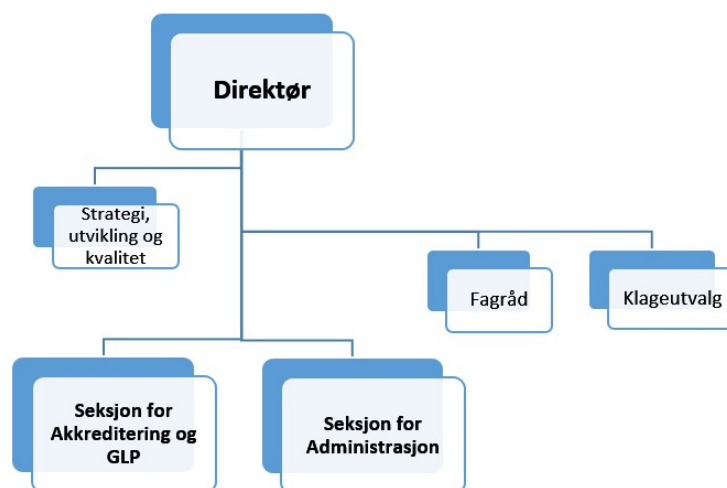 Direktør
Strategi,
utvikling og
kvalitet
Fagråd
Klageutvalg
Seksjon for
Akkreditering og
GLP
Seksjon for
Administrasjon